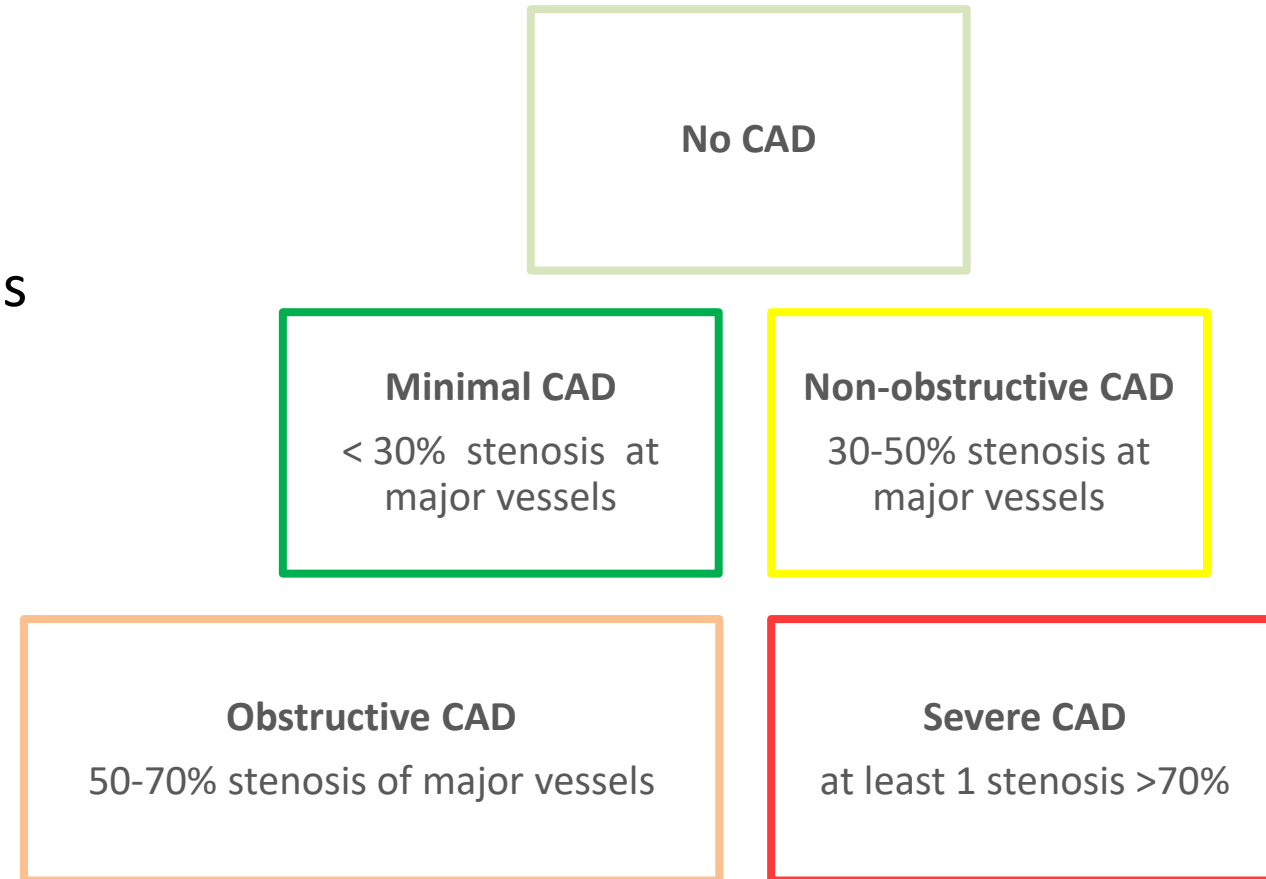 No CAD
s
Minimal CAD
< 30% stenosis at
major vessels
Non-obstructive CAD
30-50% stenosis at
major vessels
Obstructive CAD
50-70% stenosis of major vessels
Severe CAD
at least 1 stenosis >70%